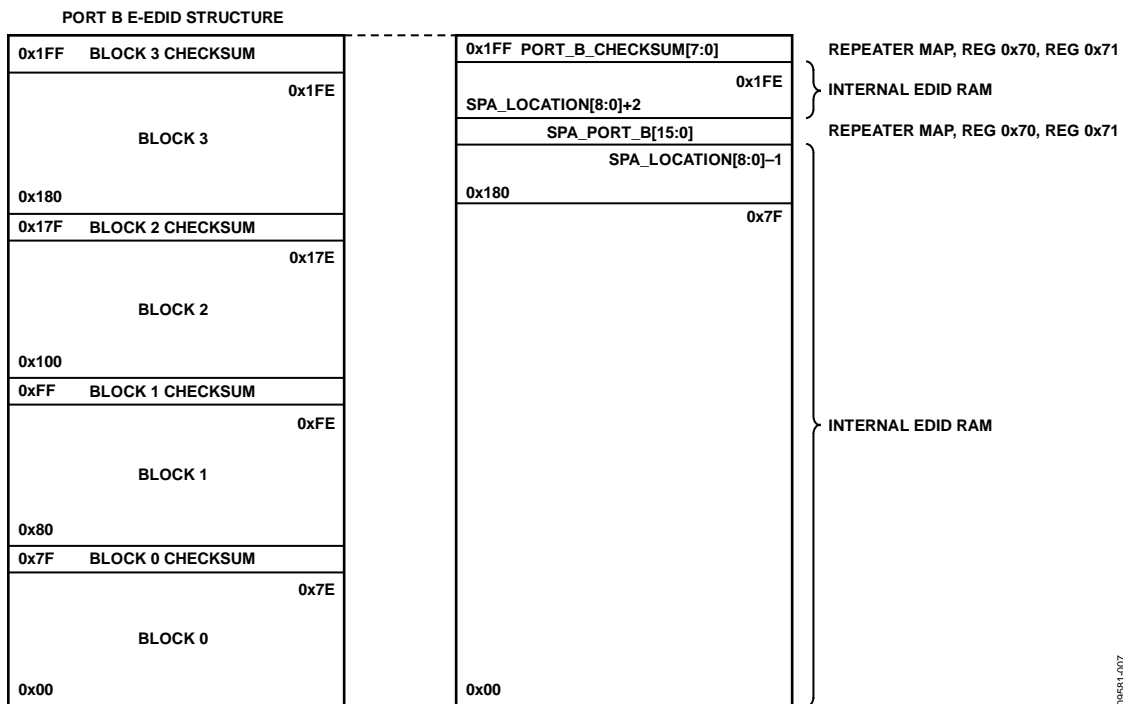 PORT B E-EDID STRUCTURE
0x1FF BLOCK 3 CHECKSUM
0x1FE
BLOCK 3
0x180
0x17F BLOCK 2 CHECKSUM
0x17E
BLOCK 2
0x100
0xFF BLOCK 1 CHECKSUM
0xFE
BLOCK 1
0x80
0x7F BLOCK 0 CHECKSUM
0x7E
BLOCK 0
0x00
0x1FF PORT_B_CHECKSUM[7:0]
0x1FE
SPA_LOCATION[8:0]+2
SPA_PORT_B[15:0]
SPA_LOCATION[8:0]–1
0x180
0x7F
0x00
REPEATER MAP, REG 0x70, REG 0x71
INTERNAL EDID RAM
REPEATER MAP, REG 0x70, REG 0x71
INTERNAL EDID RAM
09581-007